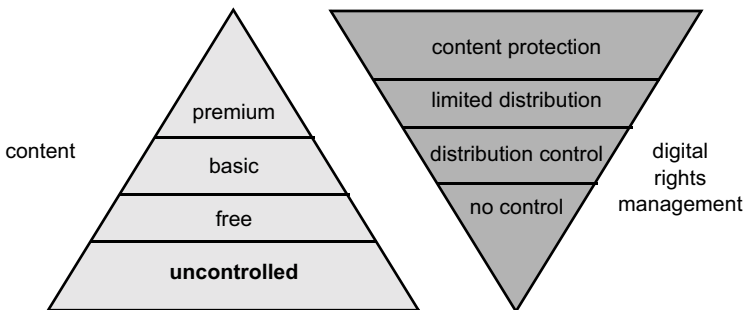 content
premium
basic
free
uncontrolled
content protection
limited distribution
distribution control
no control
digital
rights
management